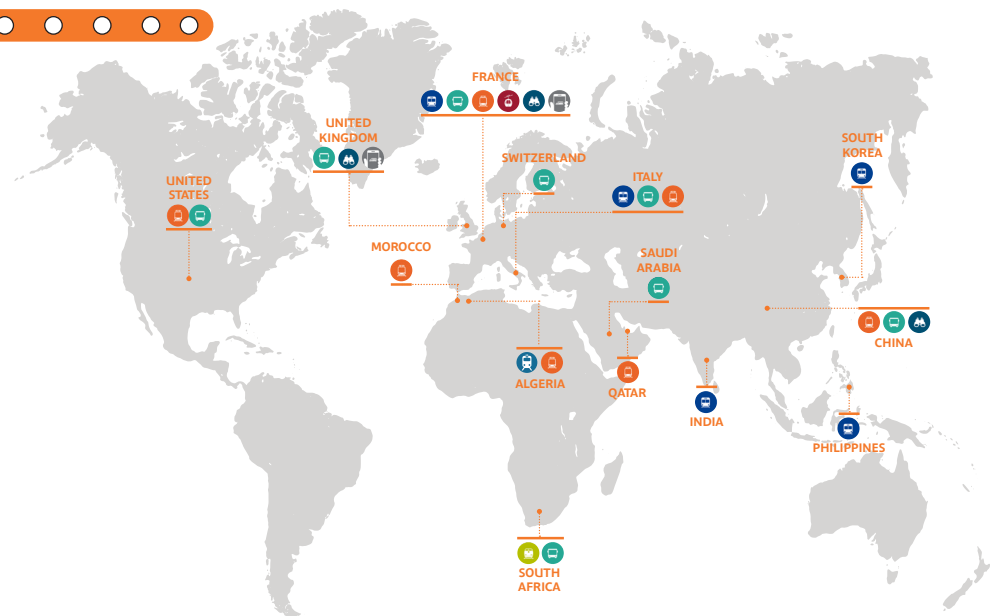 FRANCE
UNITED
KINGDOM
SWITZERLAND
SOUTH
KOREA
ITALY
UNITED
STATES
MOROCCO
SAUDI
ARABIA
CHINA
ALGERIA
QATAR
INDIA
PHILIPPINES
SOUTH
AFRICA